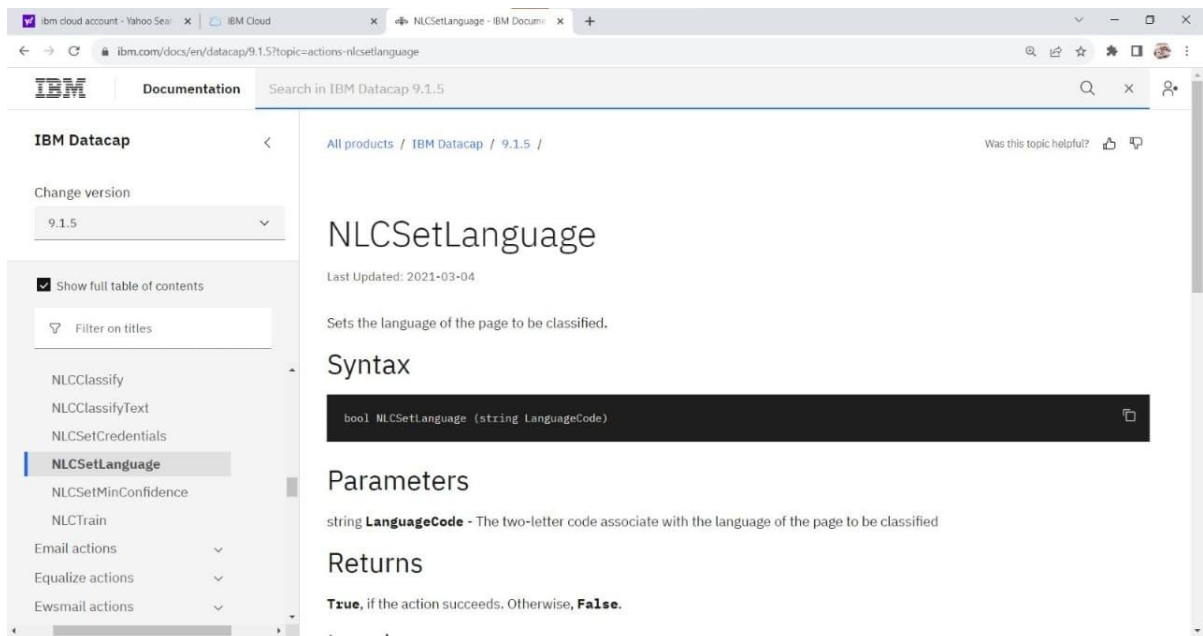 ibm cloud account - Yahoo Sear
IBM Cloud
NLCSetLanguage - IBM Docume
ibm.com/docs/en/datacap/9.1.5?topic=actions-nlcsetlanguage
IBM
Documentation
Search in IBM Datacap 9.1.5
IBM Datacap
Change version
9.1.5
Show full table of contents
Filter on titles
NLCClassify
NLCClassifyText
NLCSetCredentials
NLCSetLanguage
NLCSetMinConfidence
NLCTrain
Email actions
Equalize actions
Ewsmail actions
All products / IBM Datacap / 9.1.5 /
Was this topic helpful?
NLCSetLanguage
Last Updated: 2021-03-04
Sets the language of the page to be classified.
Syntax
bool NLCSetLanguage (string LanguageCode)
Parameters
string LanguageCode - The two-letter code associate with the language of the page to be classified
Returns
True, if the action succeeds. Otherwise, False.